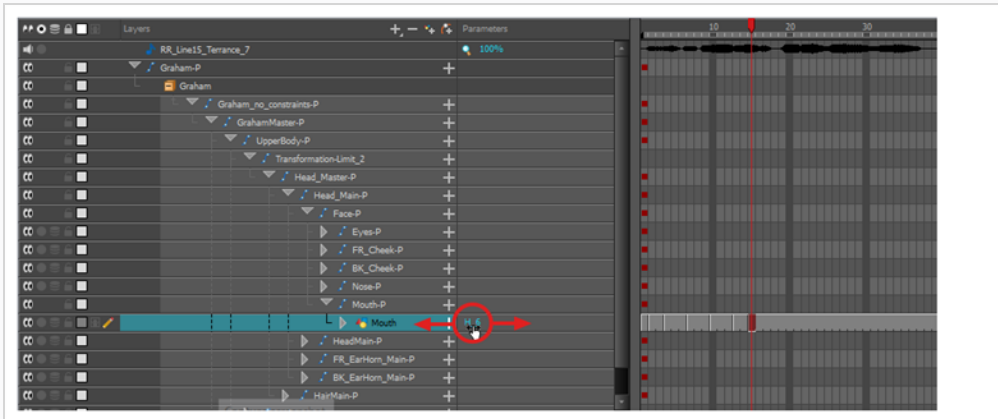 Layers Parameters 10 20 30
RR_Line15_Terrance_7 100%
Graham-P
Graham
Graham_no_constraints-P
GrahamMaster-P
UpperBody-P
Transformation-Limit_2
Head_Master-P
Head_Main-P
Face-P
Eyes-P
FR_Cheek-P
BK_Cheek-P
Nose-P
Mouth-P
Mouth H_6
HeadMain-P
FR_EarHorn_Main-P
BK_EarHorn_Main-P
HairMain-P